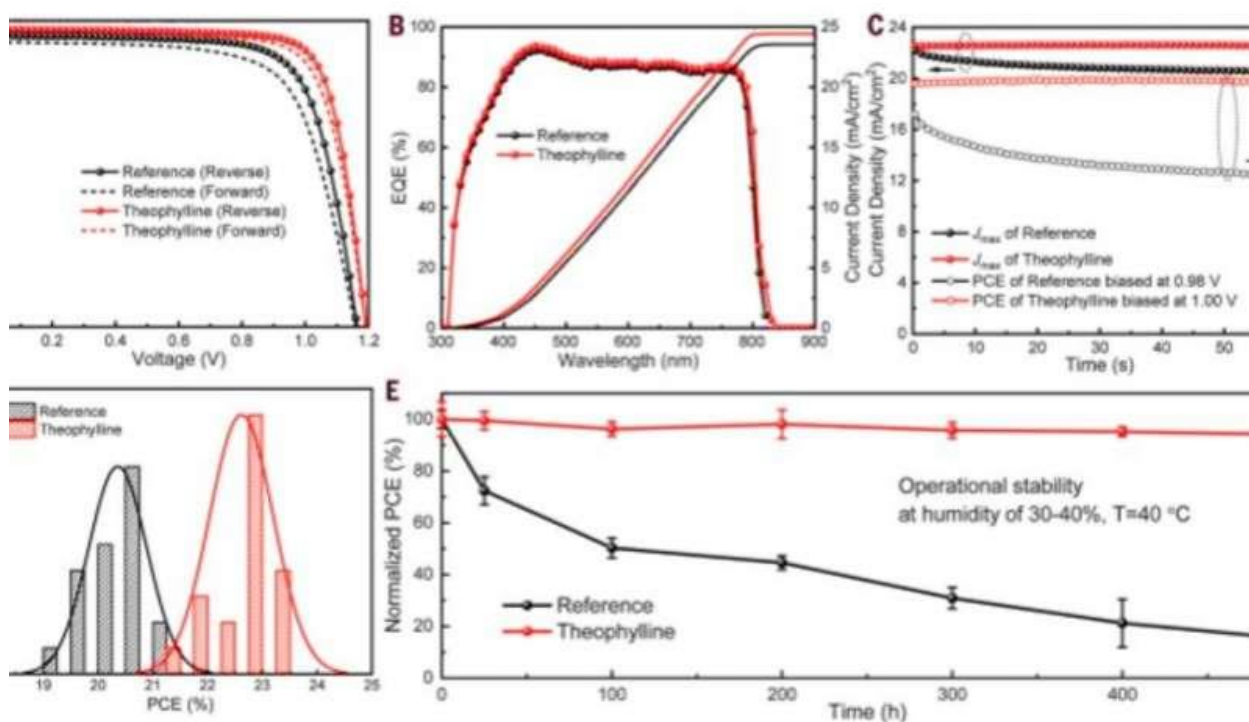 Reference (Reverse)
Reference (Forward)
Theophylline (Reverse)
Theophylline (Forward)
0.2 0.4 0.6 0.8 1.0 1.2
Voltage (V)
B
100
80
60
40
20
0
EQE (%)
Reference
Theophylline
300 400 500 600 700 800 900
Wavelength (nm)
25
20
15
10
5
0
Current Density (mA/cm²)
C
24
20
16
12
8
4
0
Current Density (mA/cm²)
Jmax of Reference
Jmax of Theophylline
PCE of Reference biased at 0.98 V
PCE of Theophylline biased at 1.00 V
0 10 20 30 40 50
Time (s)
Reference
Theophylline
19 20 21 22 23 24 25
PCE (%)
E
100
80
60
40
20
0
Normalized PCE (%)
Operational stability
at humidity of 30-40%, T=40 °C
Reference
Theophylline
0 100 200 300 400
Time (h)